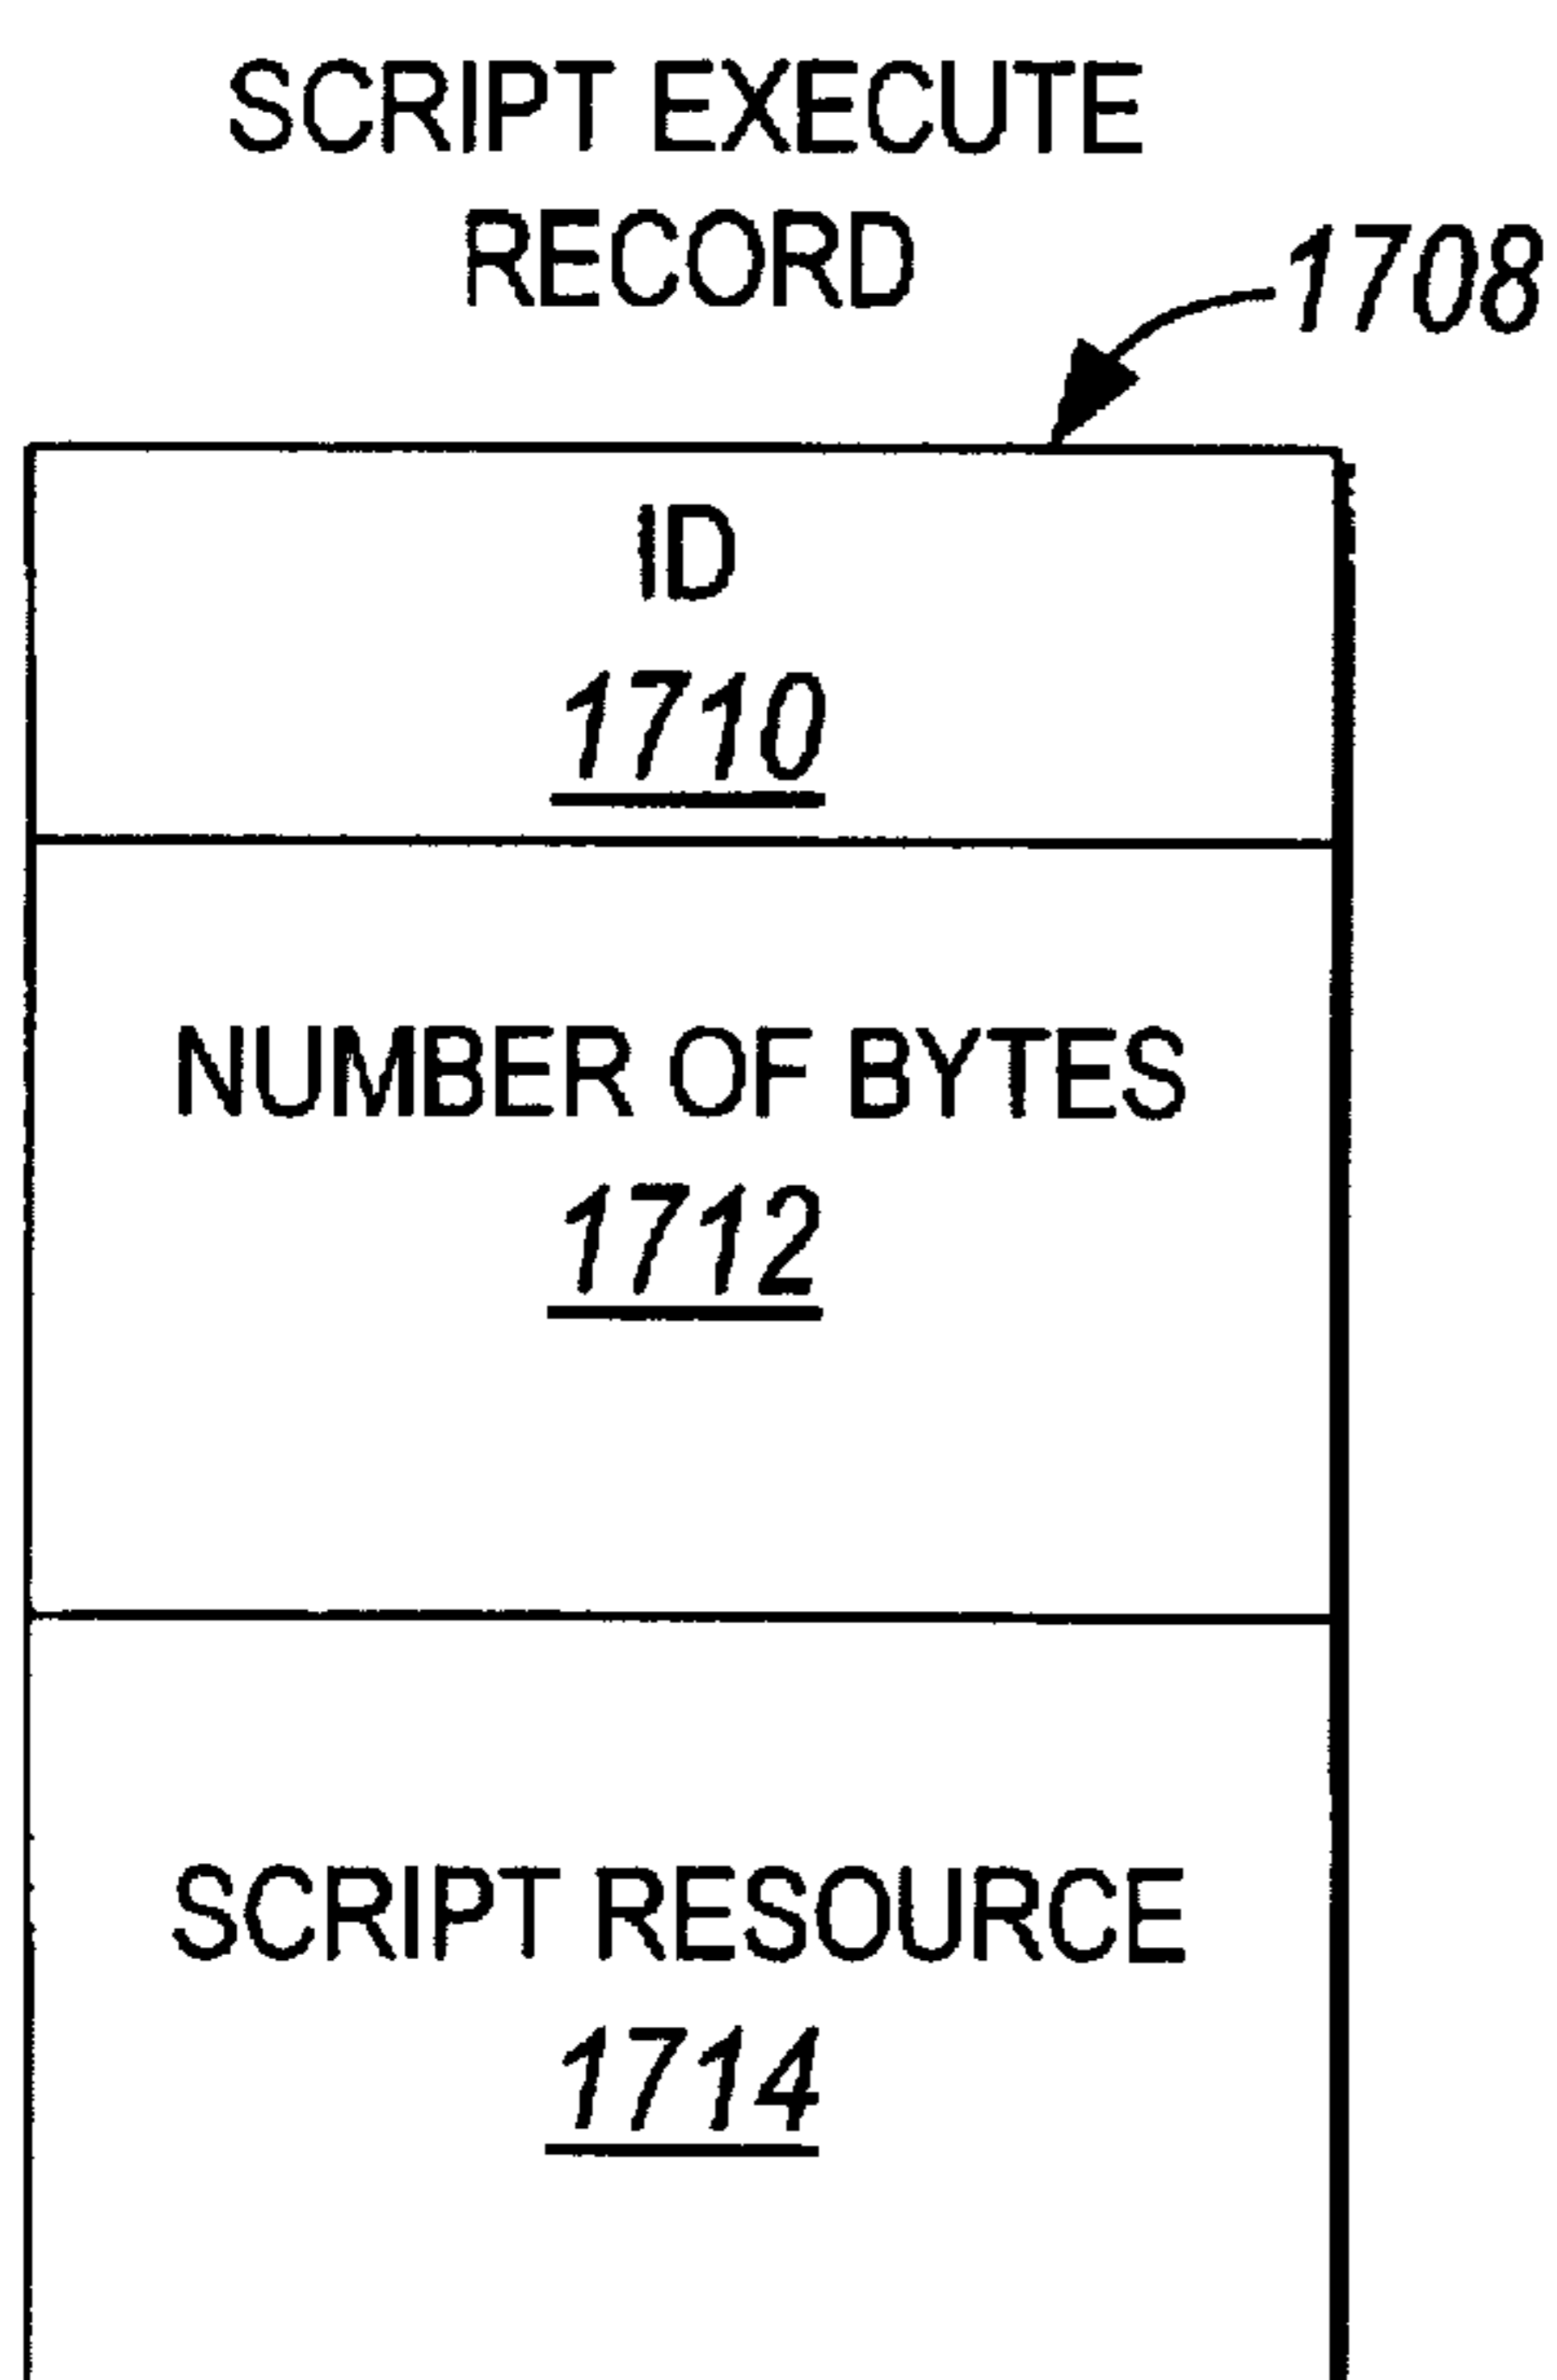 SCRIPT EXECUTE
RECORD
1708
ID
1710
NUMBER OF BYTES
1712
SCRIPT RESOURCE
1714